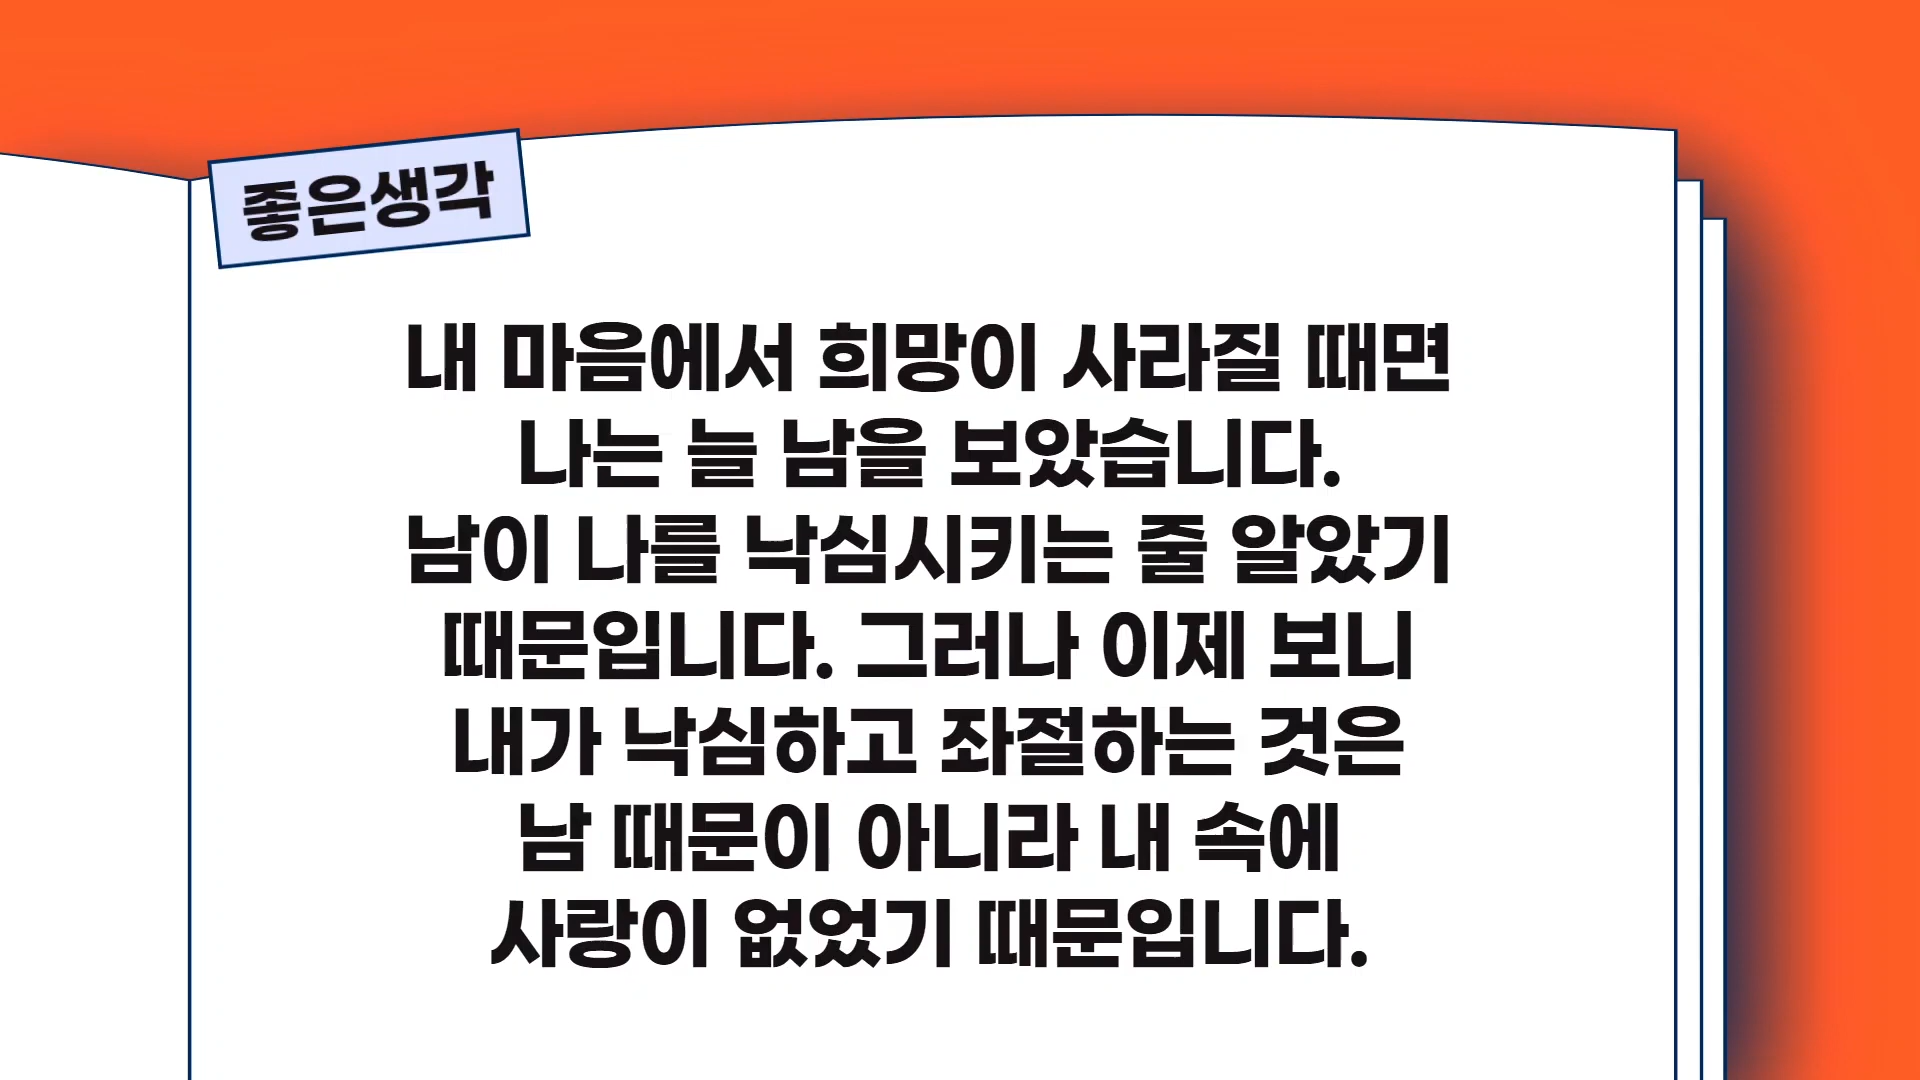 좋은생각
내 마음에서 희망이 사라질 때면
나는 늘 남을 보았습니다.
남이 나를 낙심시키는 줄 알았기
때문입니다. 그러나 이제 보니
내가 낙심하고 좌절하는 것은
남 때문이 아니라 내 속에
사랑이 없었기 때문입니다.